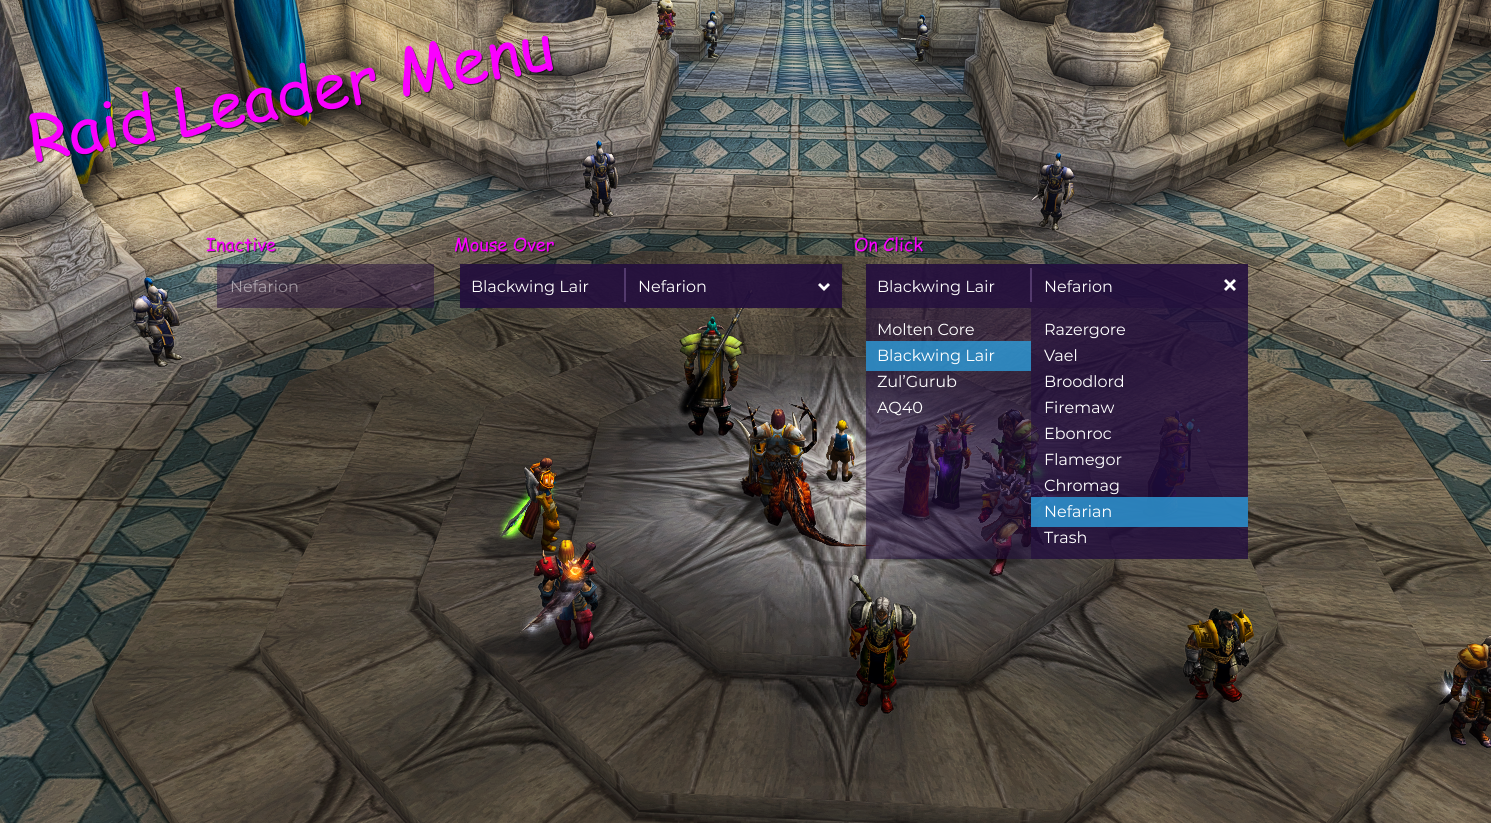 Raid Leader Menu
Inactive
Mouse Over
On Click
Nefarion
Blackwing Lair
Nefarion
Blackwing Lair
Nefarion
Molten Core
Blackwing Lair
Zul’Gurub
AQ40
Razergore
Vael
Broodlord
Firemaw
Ebonroc
Flamegor
Chromag
Nefarian
Trash